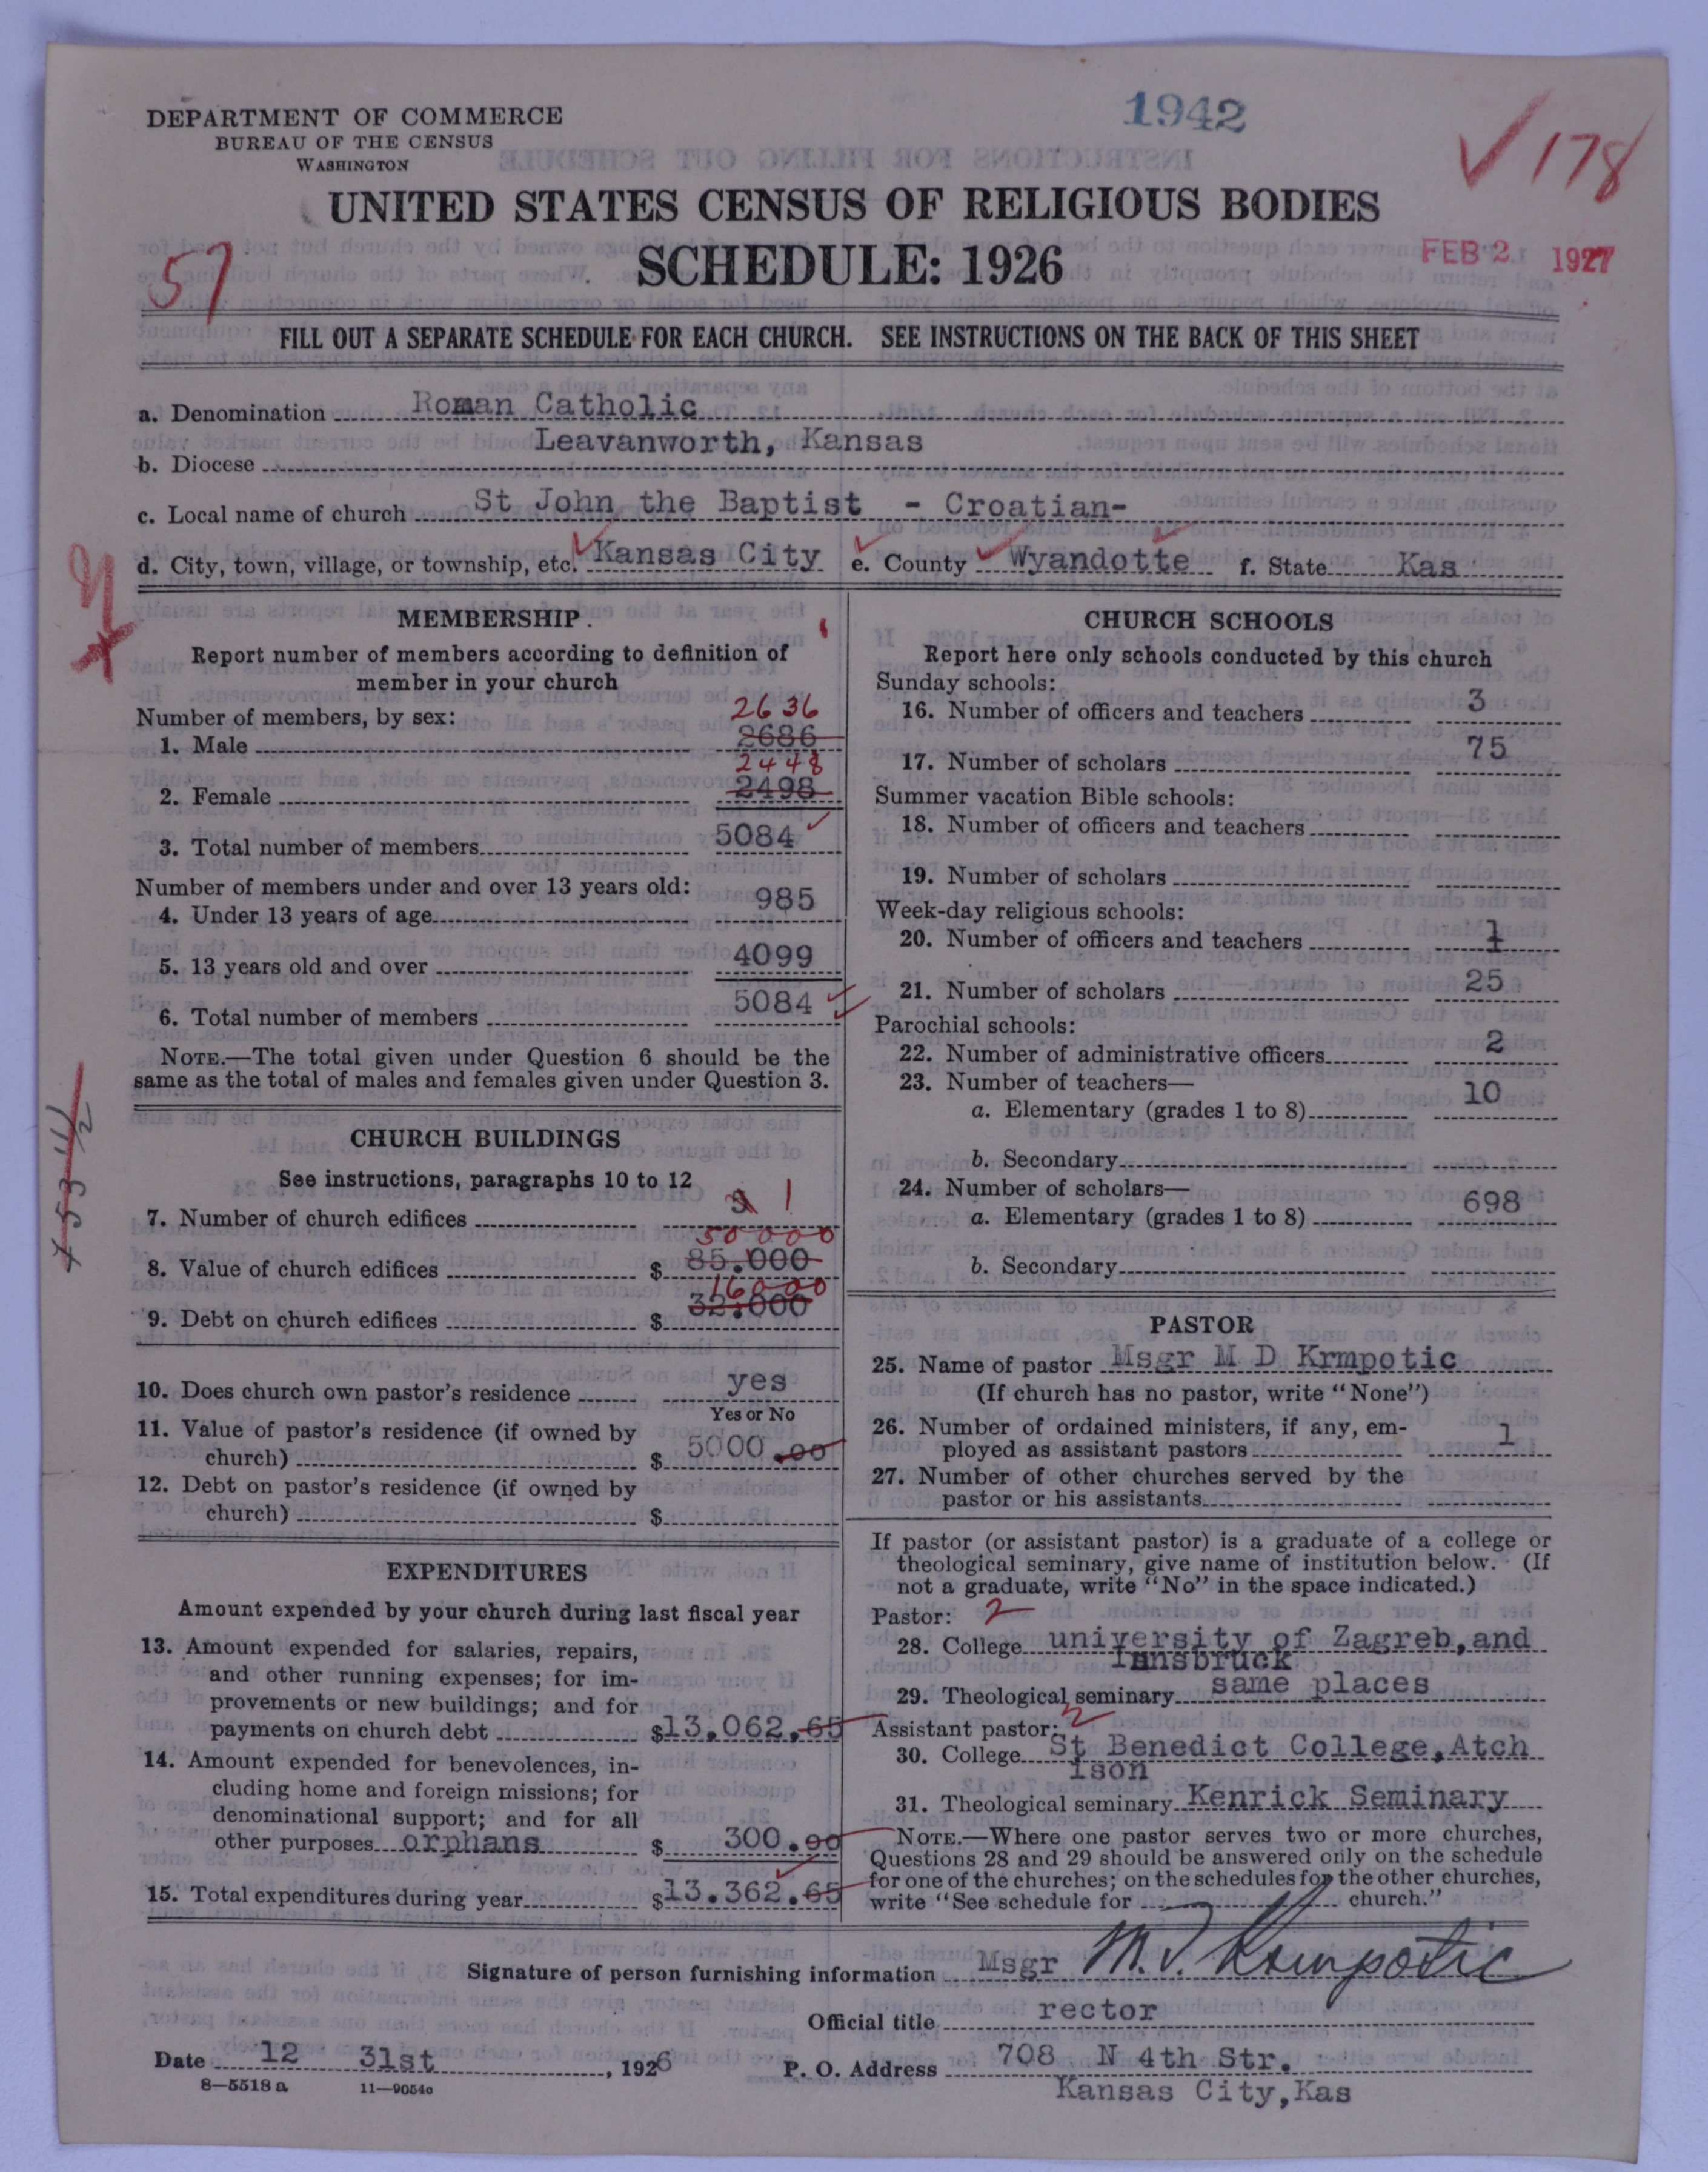 DEPARTMENT OF COMMERCE
BUREAU OF THE CENSUS
WASHINGTON
1942
178
UNITED STATES CENSUS OF RELIGIOUS BODIES
SCHEDULE: 1926
FEB 2 1927
57
FILL OUT A SEPARATE SCHEDULE FOR EACH CHURCH. SEE INSTRUCTIONS ON THE BACK OF THIS SHEET
a. Denomination Roman Catholic
b. Diocese Leavanworth, Kansas
c. Local name of church St John the Baptist - Croatian-
d. City, town, village, or township, etc. Kansas City e. County Wyandotte f. State Kas
MEMBERSHIP
Report number of members according to definition of
member in your church
Number of members, by sex:
2636
1. Male 2686
2448
2. Female 2498
3. Total number of members 5084
Number of members under and over 13 years old:
4. Under 13 years of age 985
5. 13 years old and over 4099
6. Total number of members 5084
NOTE.—The total given under Question 6 should be the
same as the total of males and females given under Question 3.
CHURCH BUILDINGS
See instructions, paragraphs 10 to 12
7. Number of church edifices 1
50000
8. Value of church edifices $ 85.000
16000
9. Debt on church edifices $ 32.000
10. Does church own pastor's residence yes
Yes or No
11. Value of pastor's residence (if owned by
church) $ 5000.00
12. Debt on pastor's residence (if owned by
church) $
EXPENDITURES
Amount expended by your church during last fiscal year
13. Amount expended for salaries, repairs,
and other running expenses; for im-
provements or new buildings; and for
payments on church debt $13.062.65
14. Amount expended for benevolences, in-
cluding home and foreign missions; for
denominational support; and for all
other purposes orphans $ 300.00
15. Total expenditures during year $13.362.65
CHURCH SCHOOLS
Report here only schools conducted by this church
Sunday schools:
16. Number of officers and teachers 3
17. Number of scholars 75
Summer vacation Bible schools:
18. Number of officers and teachers
19. Number of scholars
Week-day religious schools:
20. Number of officers and teachers 1
21. Number of scholars 25
Parochial schools:
22. Number of administrative officers 2
23. Number of teachers—
a. Elementary (grades 1 to 8) 10
b. Secondary
24. Number of scholars—
a. Elementary (grades 1 to 8) 698
b. Secondary
PASTOR
25. Name of pastor Msgr M D Krmpotic
(If church has no pastor, write "None")
26. Number of ordained ministers, if any, em-
ployed as assistant pastors 1
27. Number of other churches served by the
pastor or his assistants
If pastor (or assistant pastor) is a graduate of a college or
theological seminary, give name of institution below. (If
not a graduate, write "No" in the space indicated.)
Pastor: 2
28. College university of Zagreb, and
Innsbruck
29. Theological seminary same places
Assistant pastor: 2
30. College St Benedict College, Atch
ison
31. Theological seminary Kenrick Seminary
NOTE.—Where one pastor serves two or more churches,
Questions 28 and 29 should be answered only on the schedule
for one of the churches; on the schedules for the other churches,
write "See schedule for church."
Signature of person furnishing information Msgr M.D. Krmpotic
Official title rector
Date 12 31st, 1926 P. O. Address 708 N 4th Str.
Kansas City, Kas
8—5518a 11—9054a